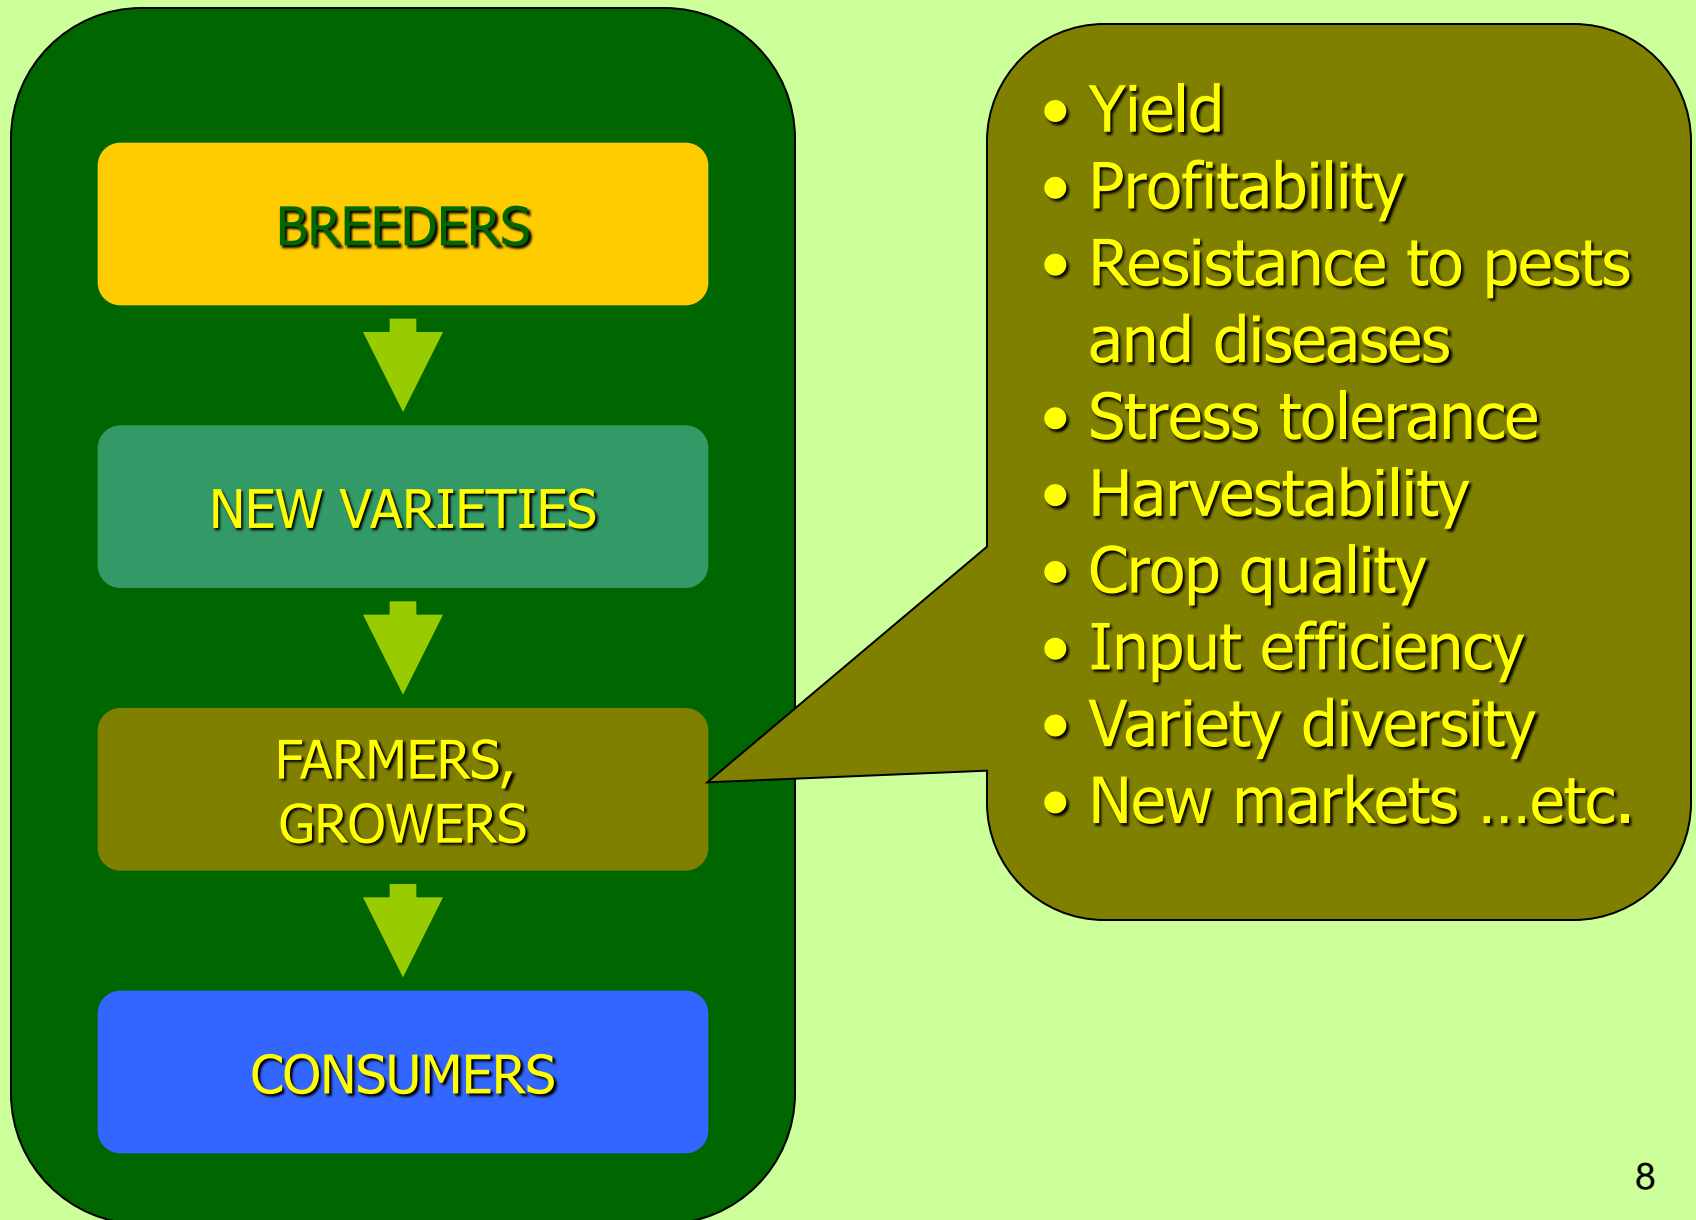 BREEDERS
NEW VARIETIES
FARMERS,
GROWERS
CONSUMERS
• Yield
• Profitability
• Resistance to pests
and diseases
• Stress tolerance
• Harvestability
• Crop quality
• Input efficiency
• Variety diversity
• New markets …etc.
8